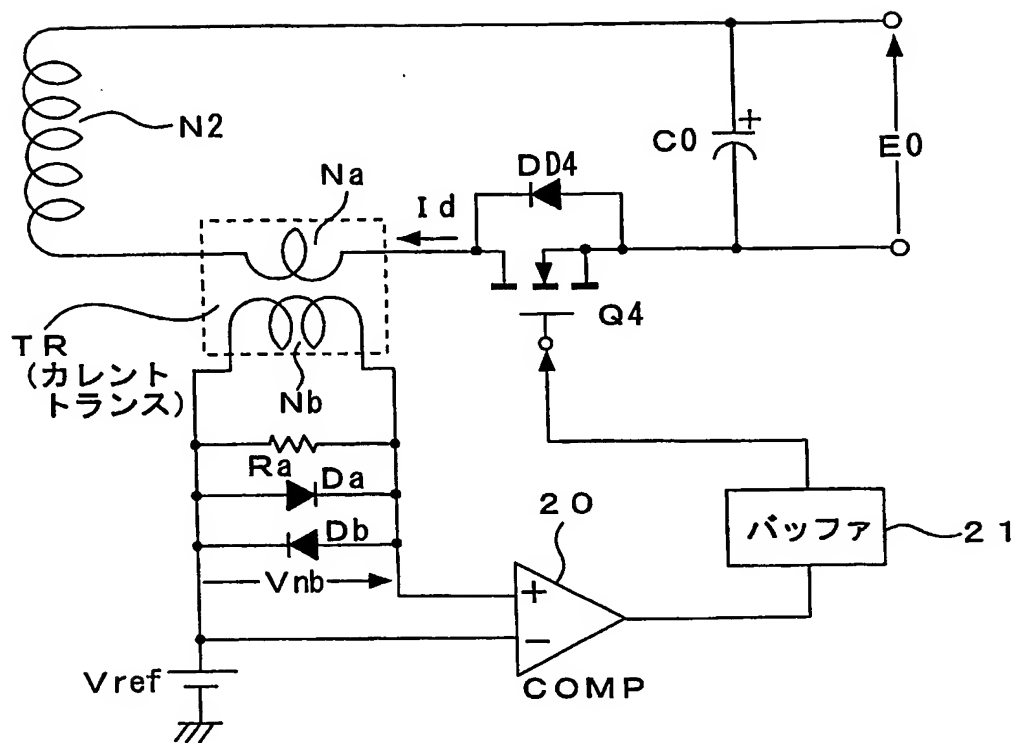 N2
Na
Id
DD4
C0
+
E0
Q4
TR
(カレント
トランス)
Nb
Ra
Da
Db
Vnb
20
+
−
COMP
バッファ
21
Vref